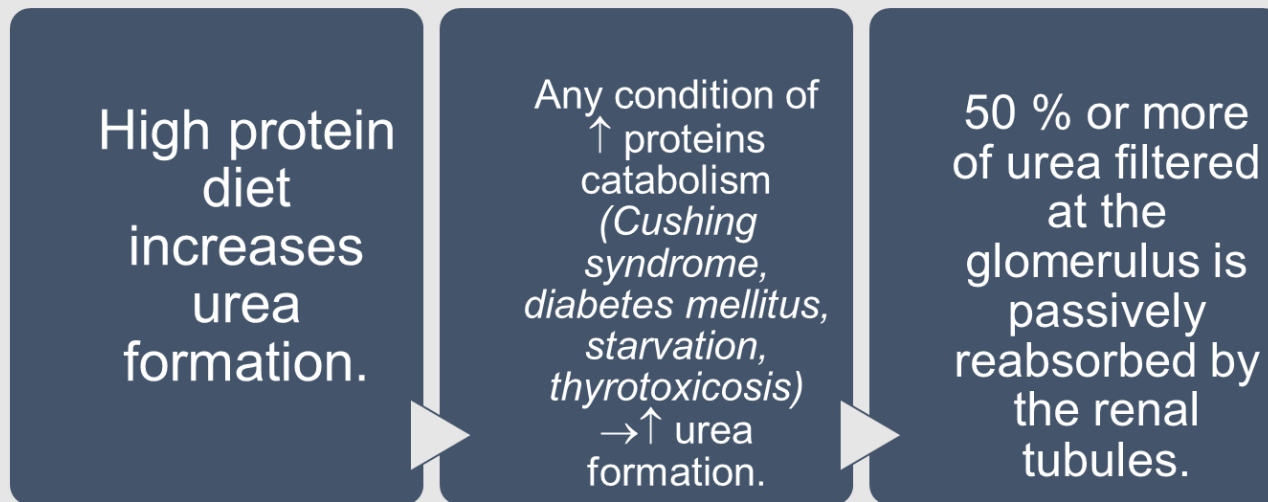 High protein
diet
increases
urea
formation.
Any condition of
↑ proteins
catabolism
(Cushing
syndrome,
diabetes mellitus,
starvation,
thyrotoxicosis)
→↑ urea
formation.
50 % or more
of urea filtered
at the
glomerulus is
passively
reabsorbed by
the renal
tubules.